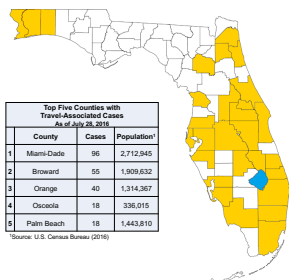 Top Five Counties with
Travel-Associated Cases
As of July 28, 2016
County Cases Population¹
1 Miami-Dade 96 2,712,945
2 Broward 55 1,909,632
3 Orange 40 1,314,367
4 Osceola 18 336,015
5 Palm Beach 18 1,443,810
¹Source: U.S. Census Bureau (2016)